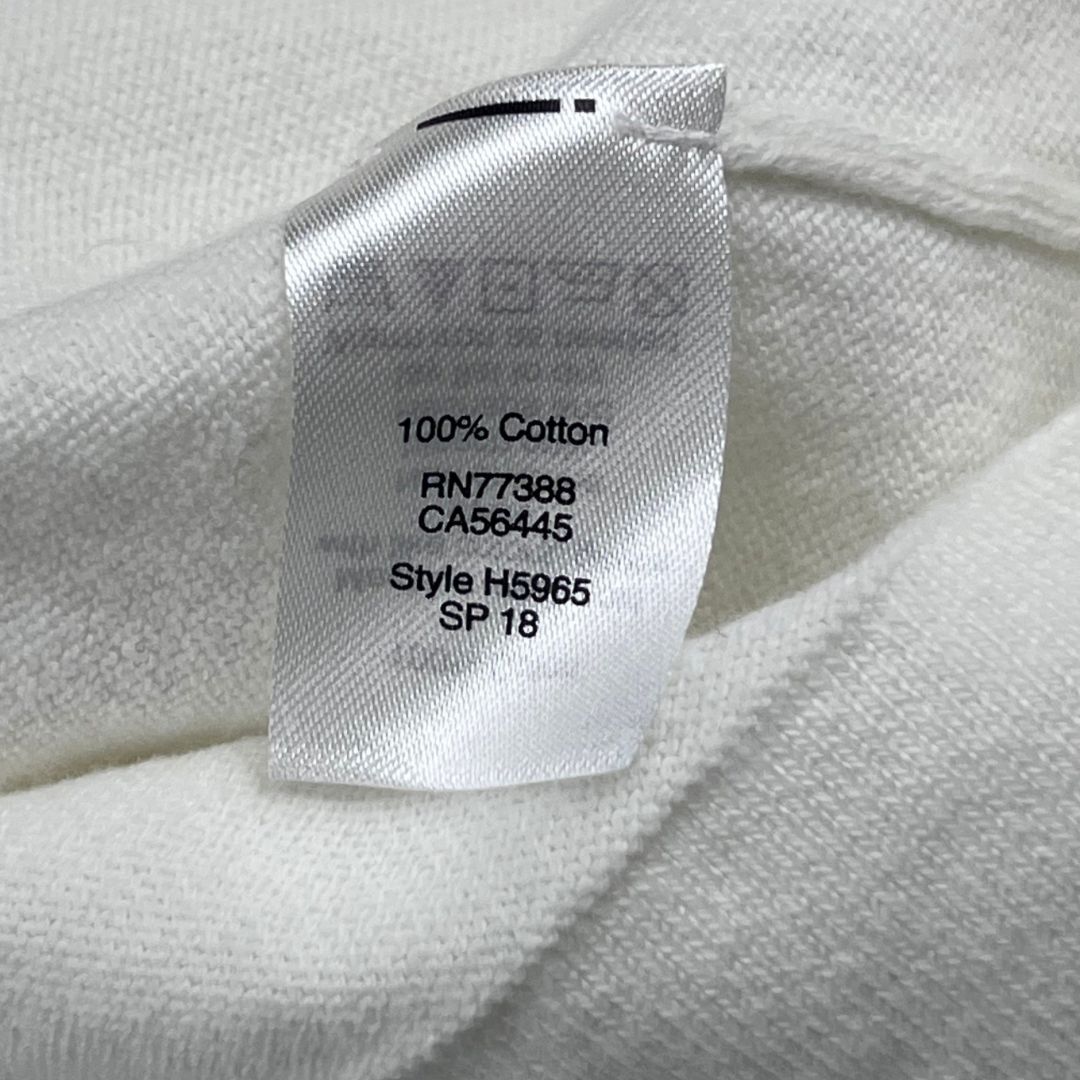 100% Cotton
RN77388
CA56445
Style H5965
SP 18